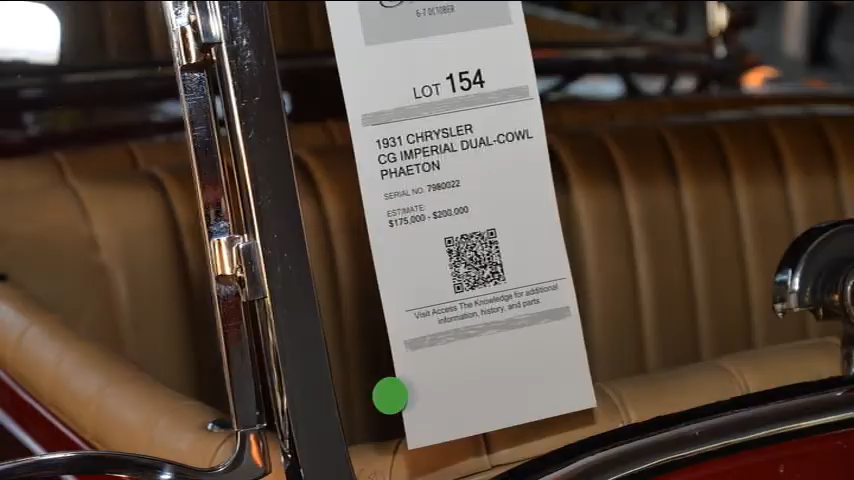 6-7 OCTOBER
LOT 154
1931 CHRYSLER
CG IMPERIAL DUAL-COWL
PHAETON
SERIAL NO. 7980022
ESTIMATE:
$175,000 - $200,000
Visit Access The Knowledge for additional
information, history, and parts.